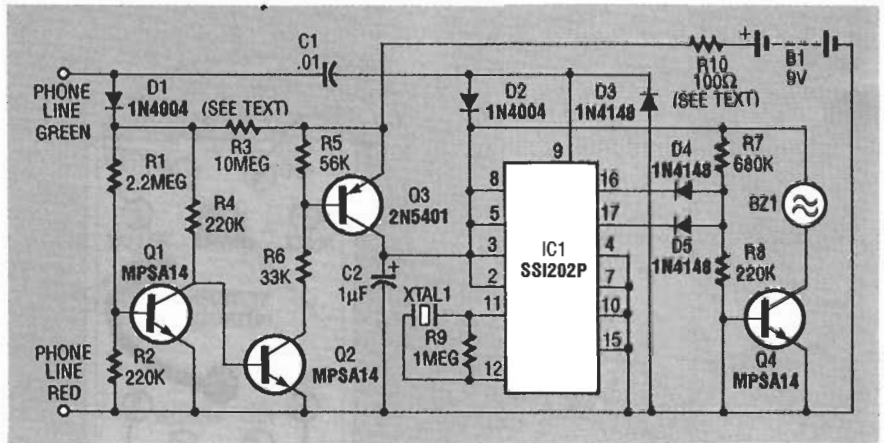 C1
.01
PHONE
LINE
GREEN
D1
1N4004
(SEE TEXT)
R3
10MEG
R5
56K
D2
1N4004
D3
1N4148
R10
100Ω
(SEE TEXT)
+
B1
9V
R1
2.2MEG
R4
220K
Q3
2N5401
9
8
16
5
17
3
4
2
7
11
10
12
15
IC1
SSI202P
D4
1N4148
D5
1N4148
R7
680K
BZ1
Q1
MPSA14
R6
33K
C2
1µF
+
XTAL1
R9
1MEG
R8
220K
PHONE
LINE
RED
R2
220K
Q2
MPSA14
Q4
MPSA14